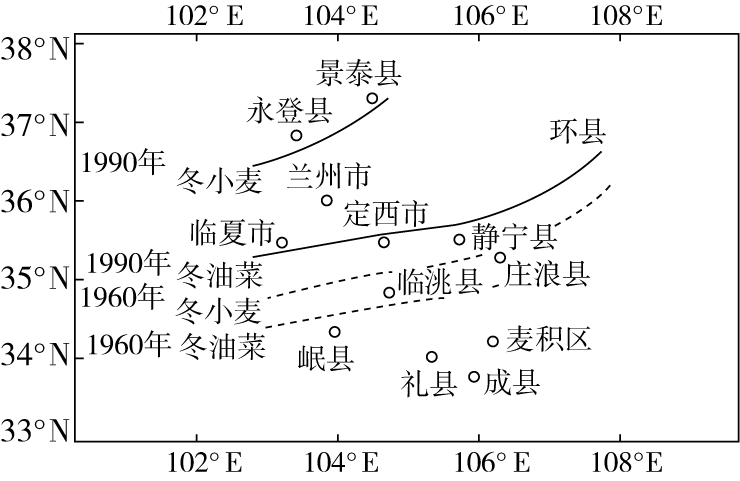 102°E 104°E 106°E 108°E
38°N
景泰县
37°N
永登县
环县
1990年
冬小麦
兰州市
36°N
定西市
临夏市
静宁县
1990年
冬油菜
35°N
临洮县
庄浪县
1960年
冬小麦
1960年
冬油菜
麦积区
34°N
岷县
礼县
成县
33°N
102°E 104°E 106°E 108°E